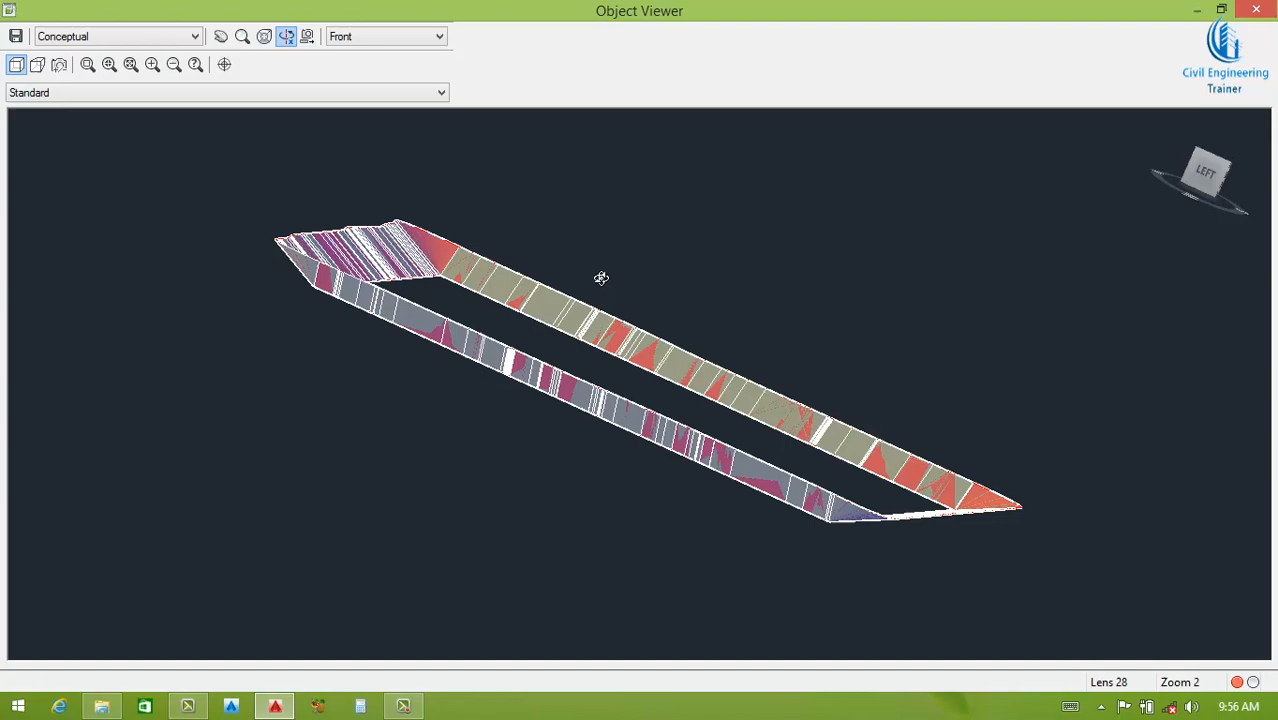 Object Viewer
Conceptual
Front
Standard
Civil Engineering
Trainer
LEFT
Lens 28
Zoom 2
9:56 AM